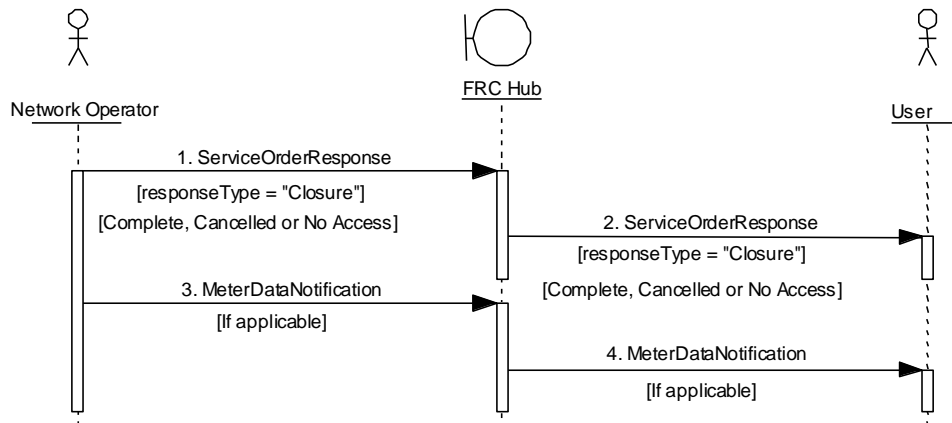 FRC Hub
Network Operator
User
1. ServiceOrderResponse
[responseType = "Closure"]
[Complete, Cancelled or No Access]
2. ServiceOrderResponse
[responseType = "Closure"]
[Complete, Cancelled or No Access]
3. MeterDataNotification
[If applicable]
4. MeterDataNotification
[If applicable]